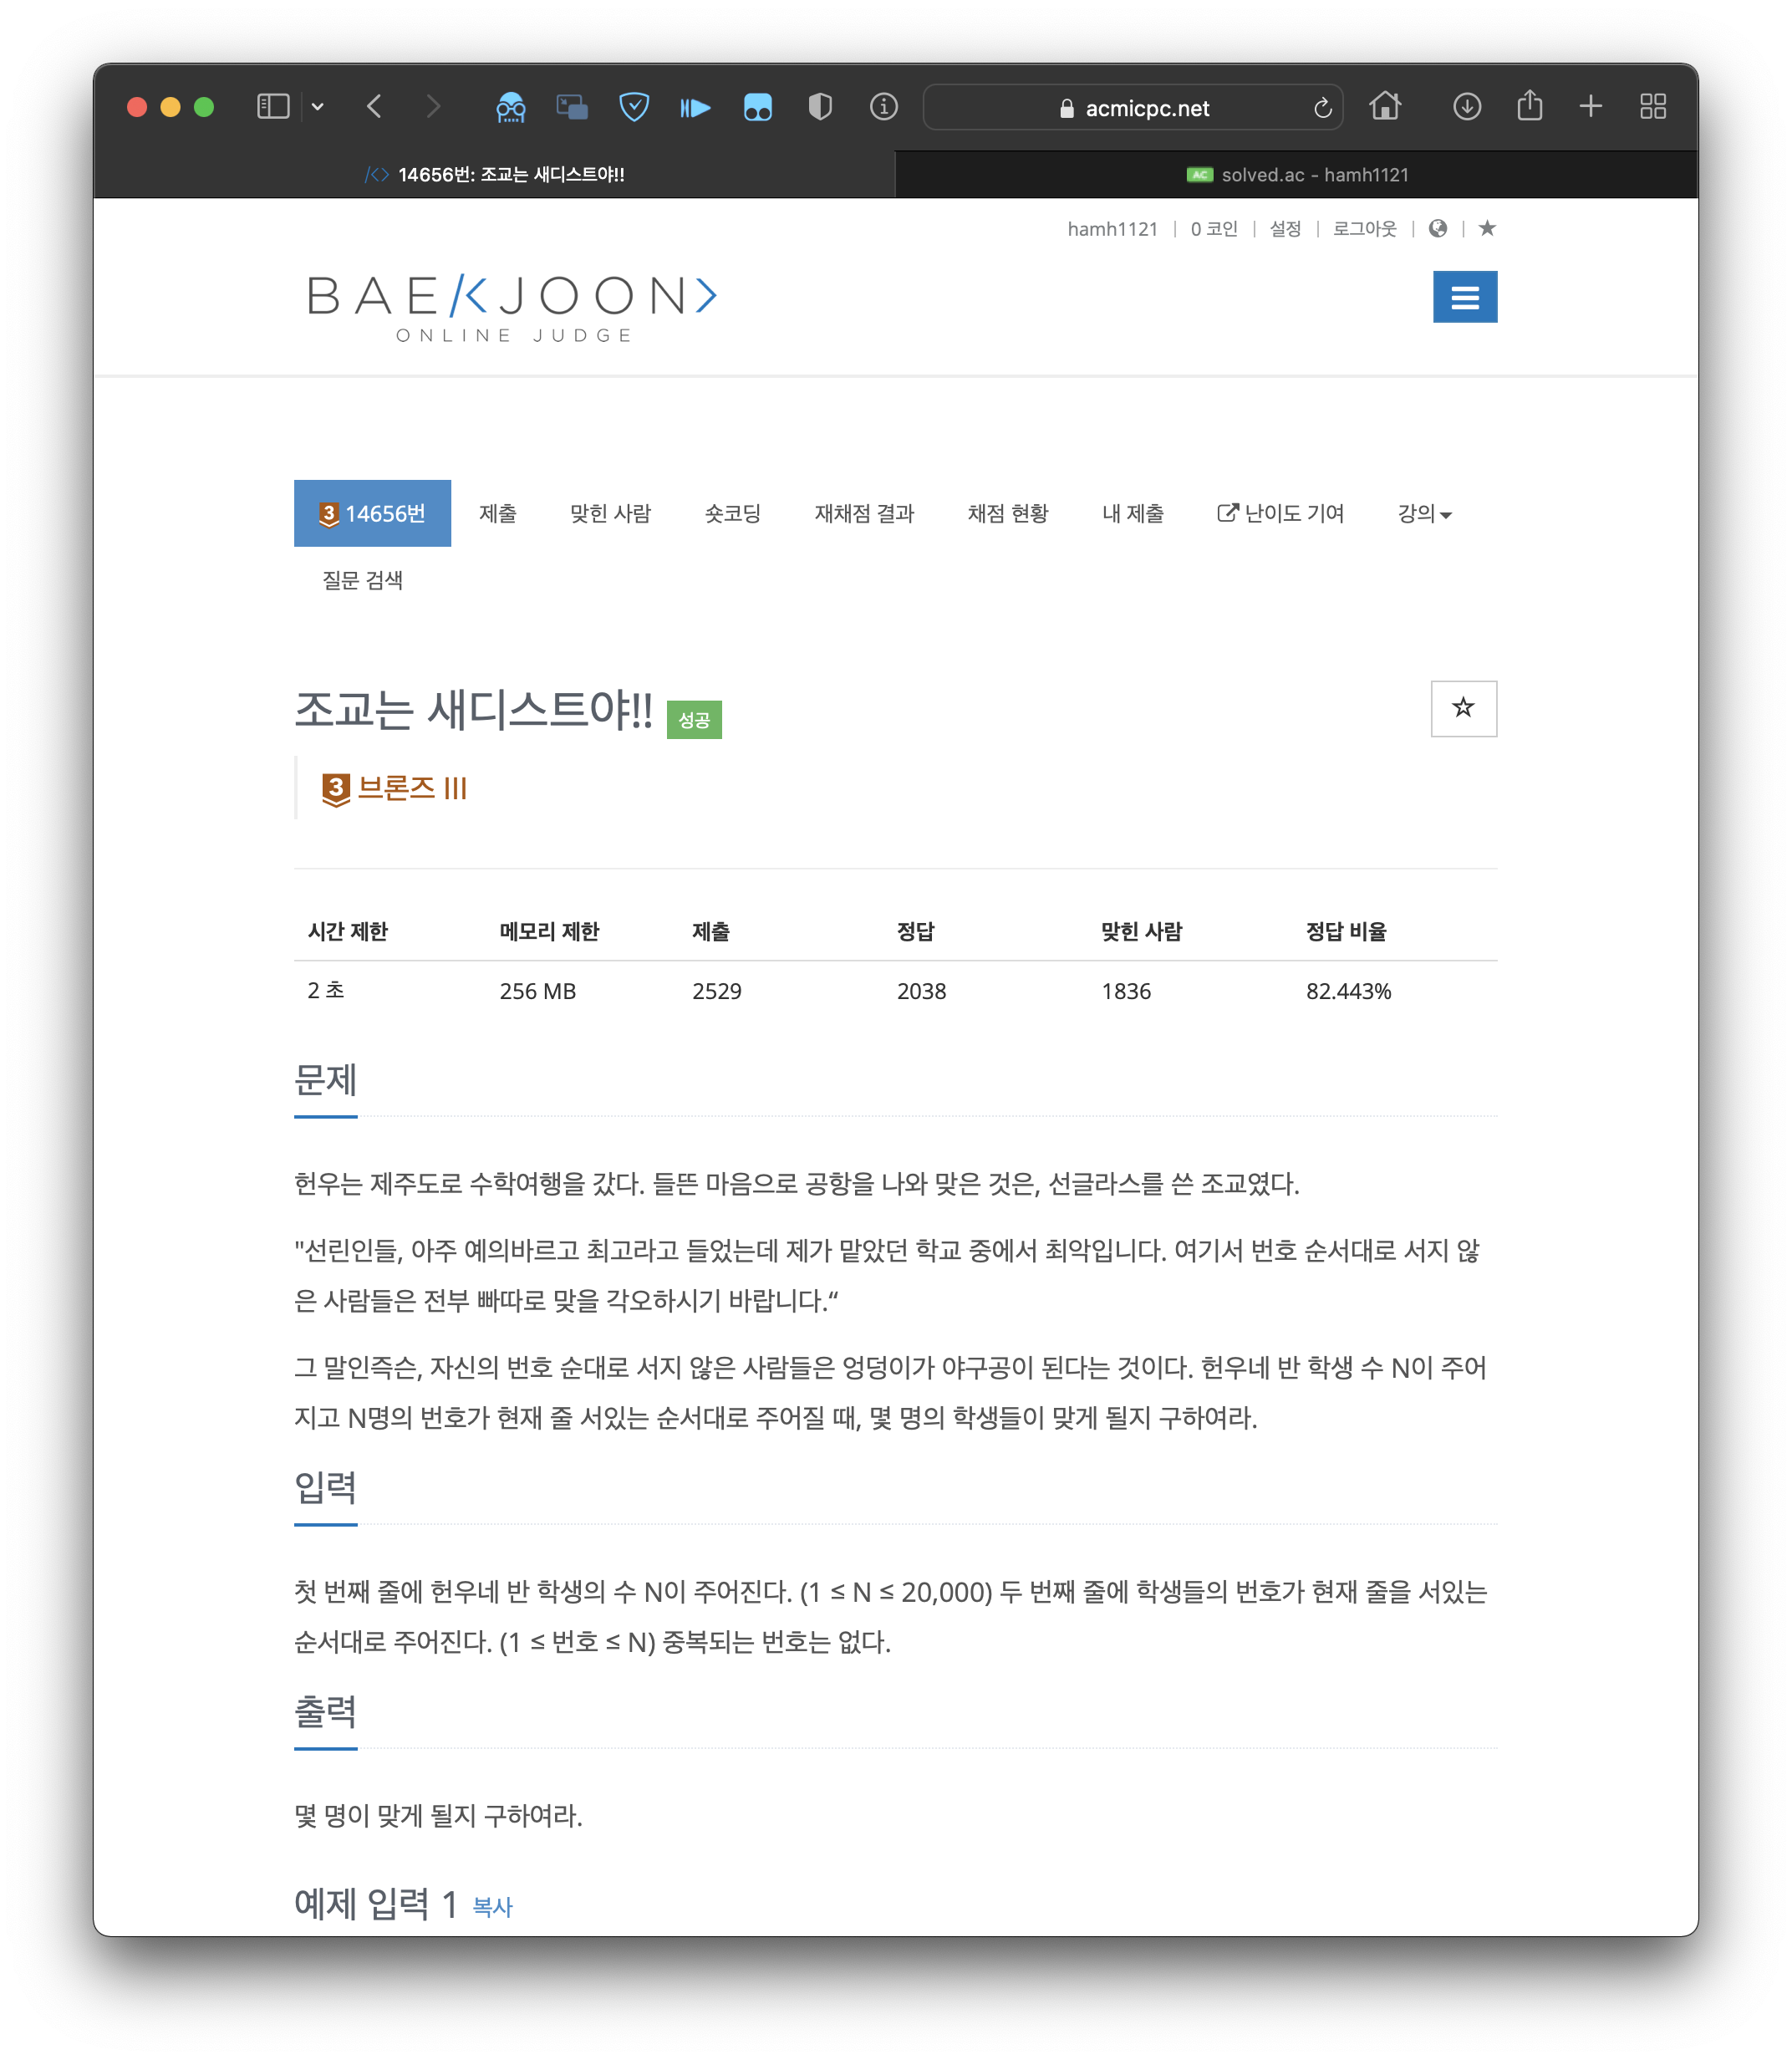 acmicpc.net
14656번: 조교는 새디스트야!!
AC solved.ac - hamh1121
hamh1121 | 0 코인 | 설정 | 로그아웃 | |
BAE/<JOON>
ONLINE JUDGE
3 14656번 제출 맞힌 사람 숏코딩 재채점 결과 채점 현황 내 제출 난이도 기여 강의
질문 검색
조교는 새디스트야!! 성공
3 브론즈 III
시간 제한 메모리 제한 제출 정답 맞힌 사람 정답 비율
2 초 256 MB 2529 2038 1836 82.443%
문제
헌우는 제주도로 수학여행을 갔다. 들뜬 마음으로 공항을 나와 맞은 것은, 선글라스를 쓴 조교였다.
"선린인들, 아주 예의바르고 최고라고 들었는데 제가 맡았던 학교 중에서 최악입니다. 여기서 번호 순서대로 서지 않
은 사람들은 전부 빠따로 맞을 각오하시기 바랍니다.“
그 말인즉슨, 자신의 번호 순대로 서지 않은 사람들은 엉덩이가 야구공이 된다는 것이다. 헌우네 반 학생 수 N이 주어
지고 N명의 번호가 현재 줄 서있는 순서대로 주어질 때, 몇 명의 학생들이 맞게 될지 구하여라.
입력
첫 번째 줄에 헌우네 반 학생의 수 N이 주어진다. (1 ≤ N ≤ 20,000) 두 번째 줄에 학생들의 번호가 현재 줄을 서있는
순서대로 주어진다. (1 ≤ 번호 ≤ N) 중복되는 번호는 없다.
출력
몇 명이 맞게 될지 구하여라.
예제 입력 1 복사